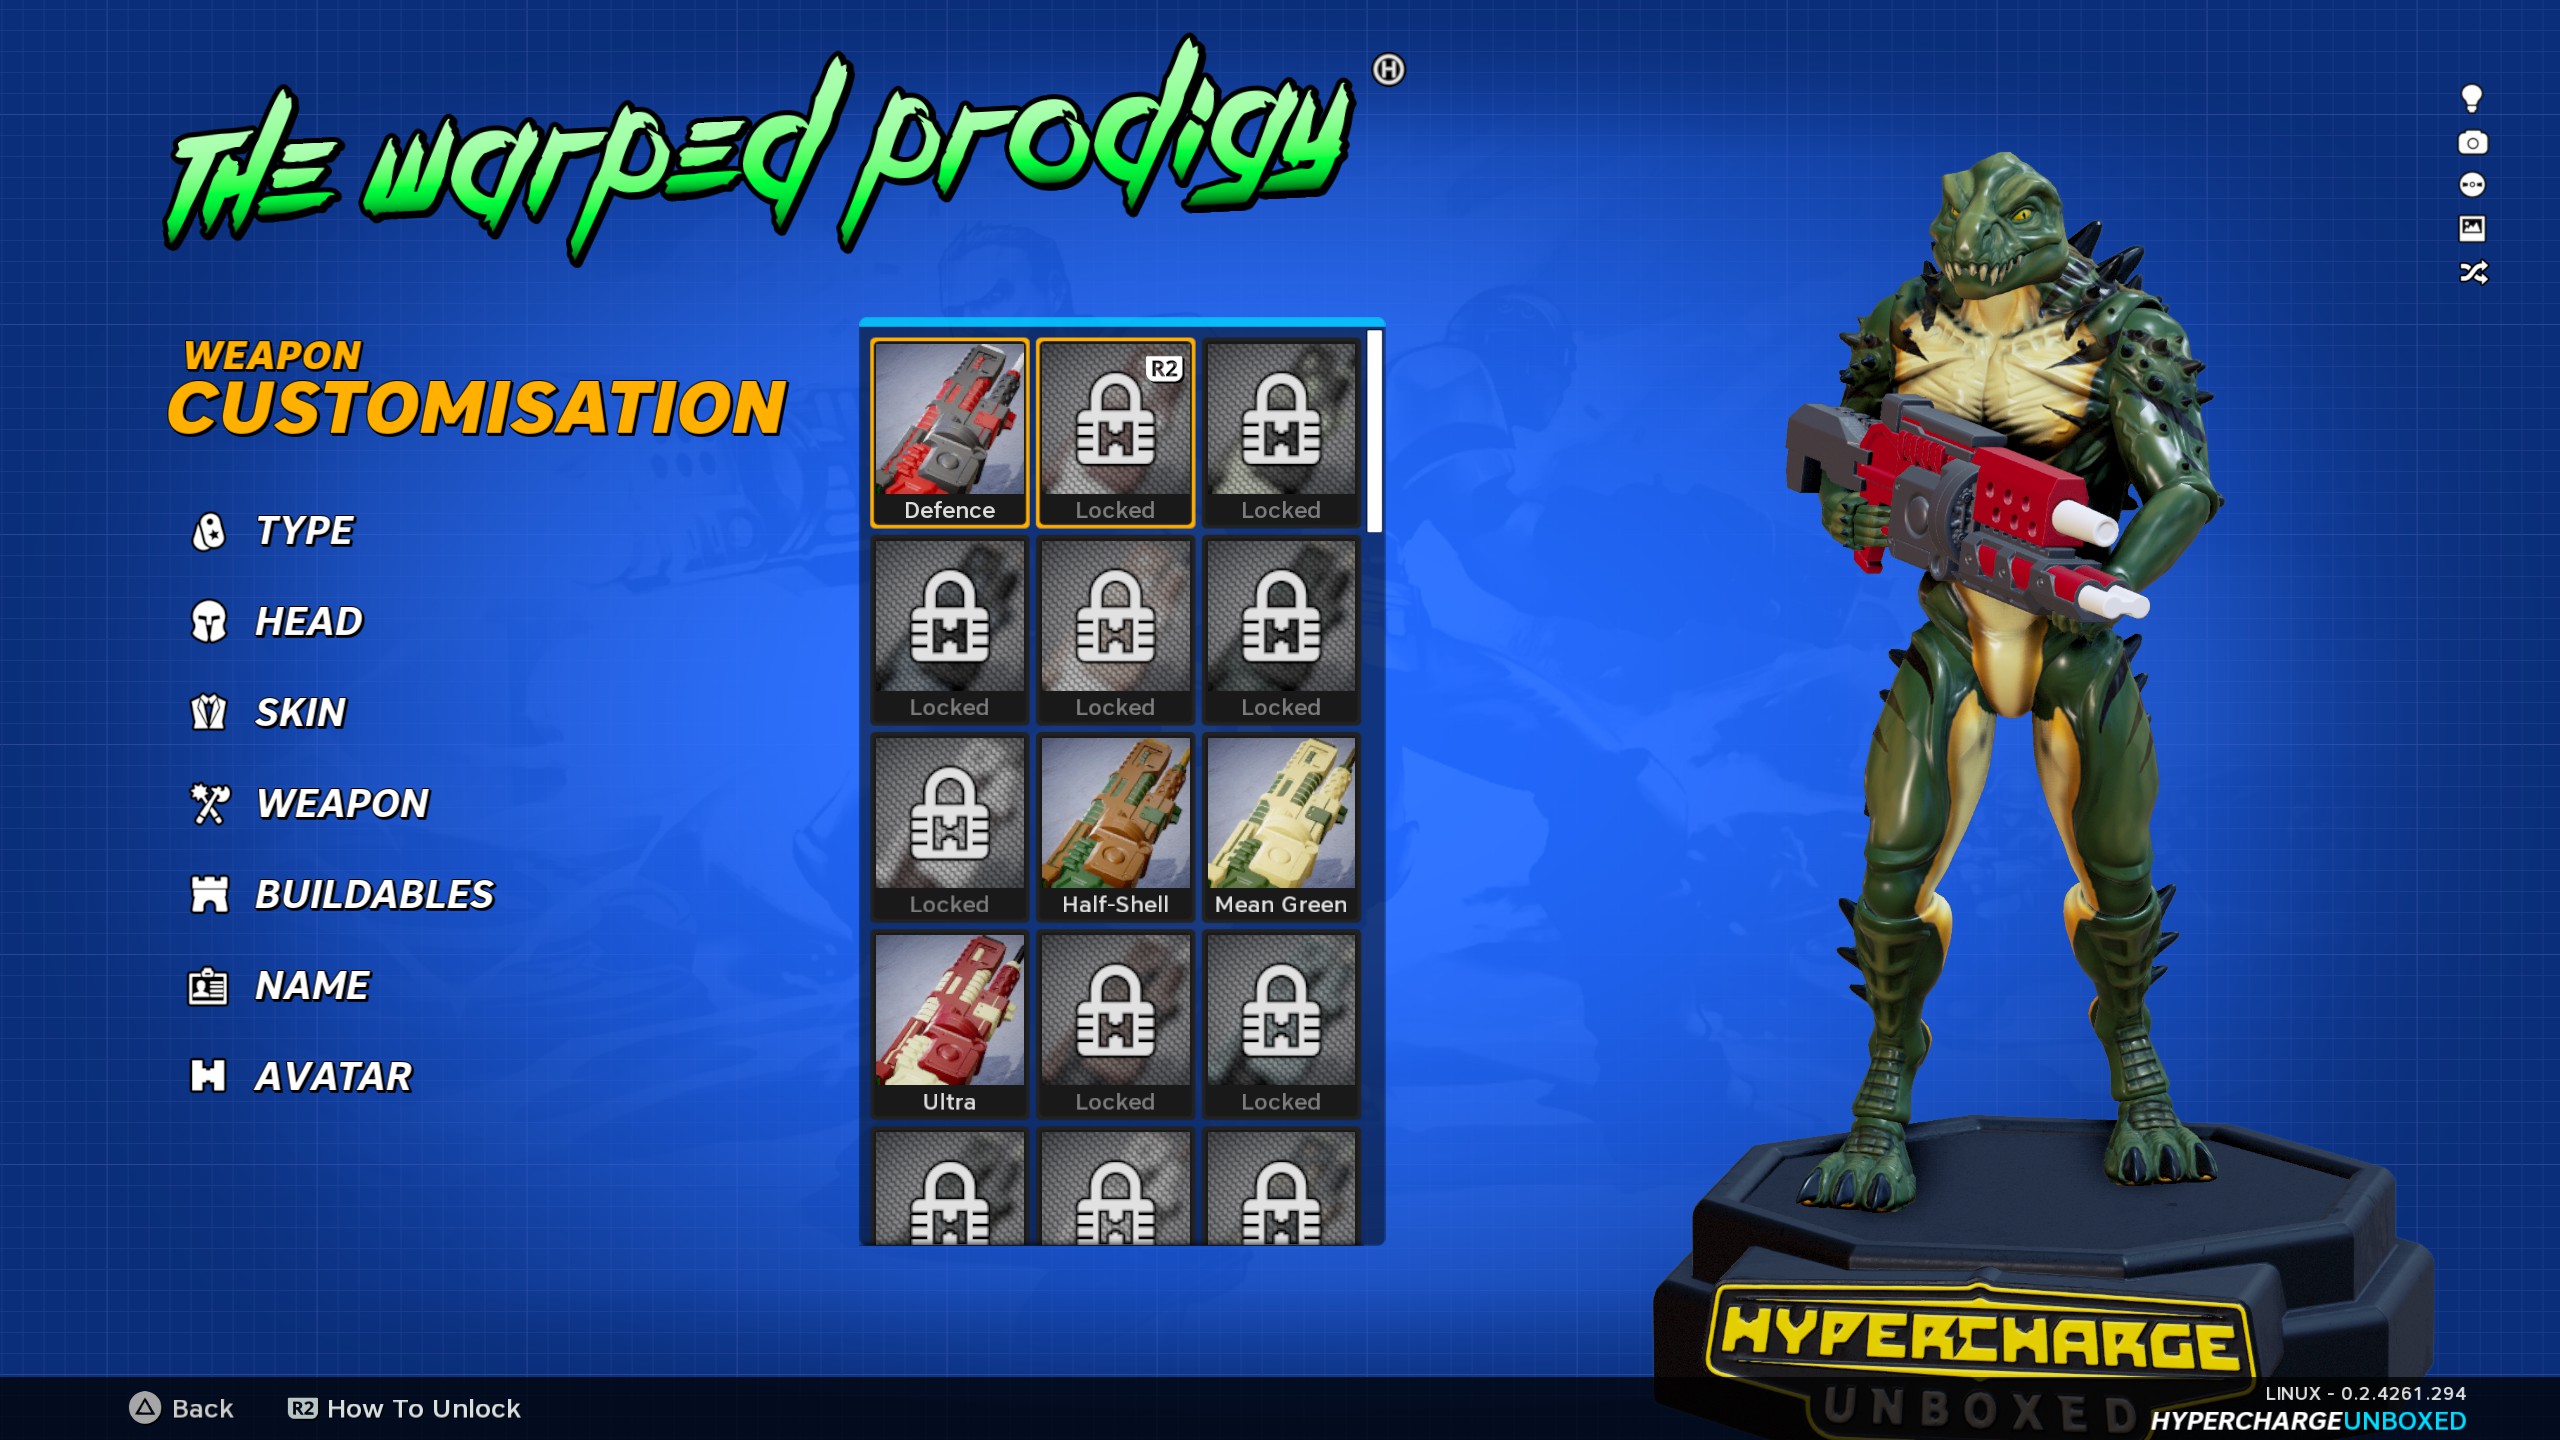 THE warped prodigy
H
WEAPON
CUSTOMISATION
TYPE
HEAD
SKIN
WEAPON
BUILDABLES
NAME
AVATAR
R2
Defence
Locked
Locked
Locked
Locked
Locked
Locked
Half-Shell
Mean Green
Ultra
Locked
Locked
HYPERCHARGE
UNBOXED
Back
R2 How To Unlock
LINUX - 0.2.4261.294
HYPERCHARGEUNBOXED